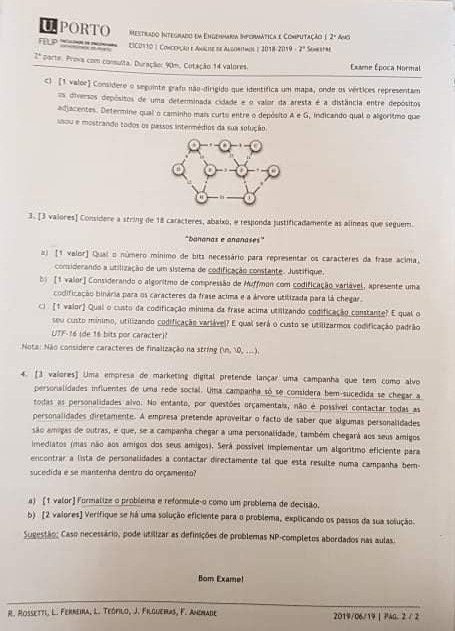 U. PORTO
FEUP FACULDADE DE ENGENHARIA
UNIVERSIDADE DO PORTO
MESTRADO INTEGRADO EM ENGENHARIA INFORMÁTICA E COMPUTAÇÃO | 2º ANO
EIC0110 | CONCEPÇÃO E ANÁLISE DE ALGORITMOS | 2018-2019 - 2º SEMESTRE
2ª parte. Prova com consulta. Duração: 90m. Cotação 14 valores.
Exame Época Normal
c) [1 valor] Considere o seguinte grafo não-dirigido que identifica um mapa, onde os vértices representam
os diversos depósitos de uma determinada cidade e o valor da aresta é a distância entre depósitos
adjacentes. Determine qual o caminho mais curto entre o depósito A e G, indicando qual o algoritmo que
usou e mostrando todos os passos intermédios da sua solução.
3. [3 valores] Considere a string de 18 caracteres, abaixo, e responda justificadamente as alíneas que seguem.
"bananas e ananases"
a) [1 valor] Qual o número mínimo de bits necessário para representar os caracteres da frase acima,
considerando a utilização de um sistema de codificação constante. Justifique.
b) [1 valor] Considerando o algoritmo de compressão de Huffman com codificação variável, apresente uma
codificação binária para os caracteres da frase acima e a árvore utilizada para lá chegar.
c) [1 valor] Qual o custo da codificação mínima da frase acima utilizando codificação constante? E qual o
seu custo mínimo, utilizando codificação variável? E qual será o custo se utilizarmos codificação padrão
UTF-16 (de 16 bits por caracter)?
Nota: Não considere caracteres de finalização na string (\n, \0, ...).
4. [3 valores] Uma empresa de marketing digital pretende lançar uma campanha que tem como alvo
personalidades influentes de uma rede social. Uma campanha só se considera bem-sucedida se chegar a
todas as personalidades alvo. No entanto, por questões orçamentais, não é possível contactar todas as
personalidades diretamente. A empresa pretende aproveitar o facto de saber que algumas personalidades
são amigas de outras, e que, se a campanha chegar a uma personalidade, também chegará aos seus amigos
imediatos (mas não aos amigos dos seus amigos). Será possível implementar um algoritmo eficiente para
encontrar a lista de personalidades a contactar directamente tal que esta resulte numa campanha bem-
sucedida e se mantenha dentro do orçamento?
a) [1 valor] Formalize o problema e reformule-o como um problema de decisão.
b) [2 valores] Verifique se há uma solução eficiente para o problema, explicando os passos da sua solução.
Sugestão: Caso necessário, pode utilizar as definições de problemas NP-completos abordados nas aulas.
Bom Exame!
R. ROSSETTI, L. FERREIRA, L. TEÓFILO, J. FILGUEIRAS, F. ANDRADE
2019/06/19 | PÁG. 2 / 2